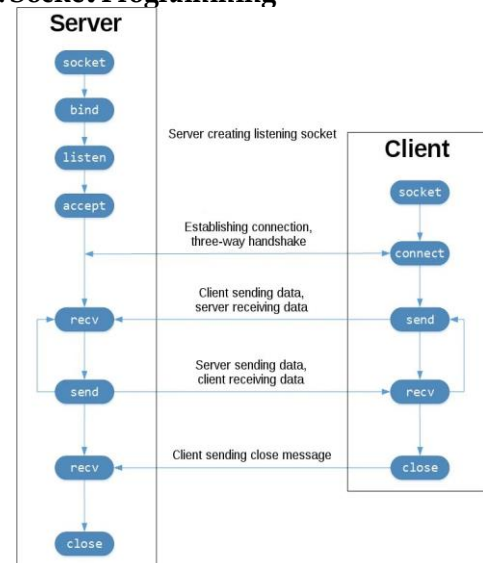 Socket Programming
Server
socket
bind
listen
accept
recv
send
recv
close
Server creating listening socket
Establishing connection,
three-way handshake
Client sending data,
server receiving data
Server sending data,
client receiving data
Client sending close message
Client
socket
connect
send
recv
close